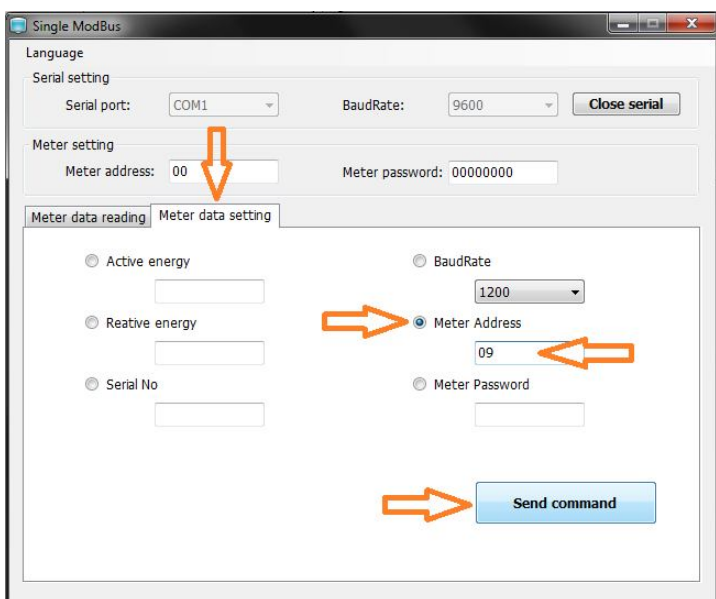 Single ModBus
Language
Serial setting
Serial port: COM1 BaudRate: 9600 Close serial
Meter setting
Meter address: 00 Meter password: 00000000
Meter data reading Meter data setting
Active energy BaudRate
1200
Reative energy Meter Address
09
Serial No Meter Password
Send command